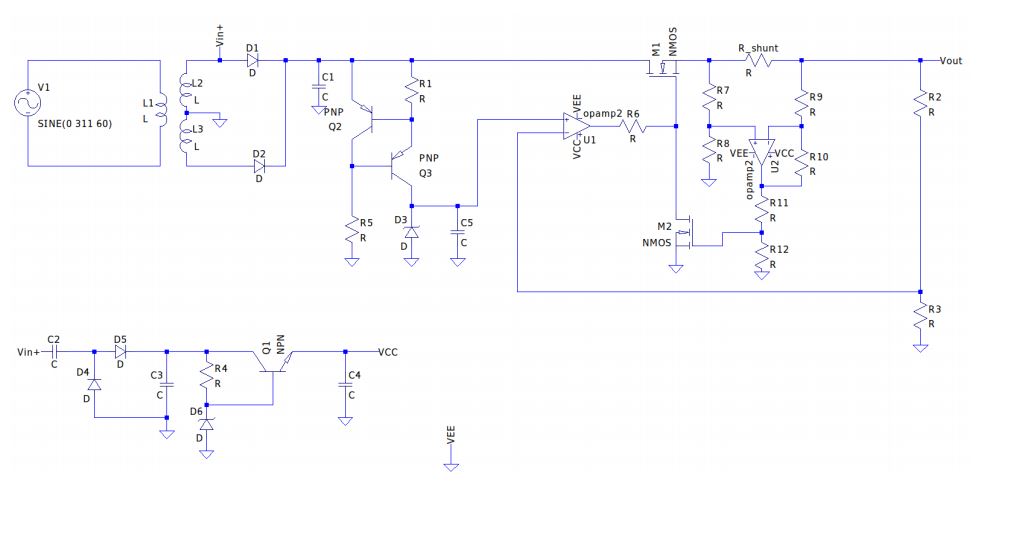 Vin+
D1
D
M1
NMOS
R_shunt
R
Vout
V1
SINE(0 311 60)
L1
L
L2
L
L3
L
C1
C
R1
R
PNP
Q2
PNP
Q3
D2
D
VEE
opamp2
VCC
U1
R6
R
R7
R
R8
R
R9
R
R2
R
VEE
VCC
U2
opamp2
R10
R
R11
R
R12
R
M2
NMOS
R5
R
D3
D
C5
C
R3
R
Vin+
C2
C
D5
D
D4
D
C3
C
R4
R
D6
D
Q1
NPN
VCC
C4
C
VEE